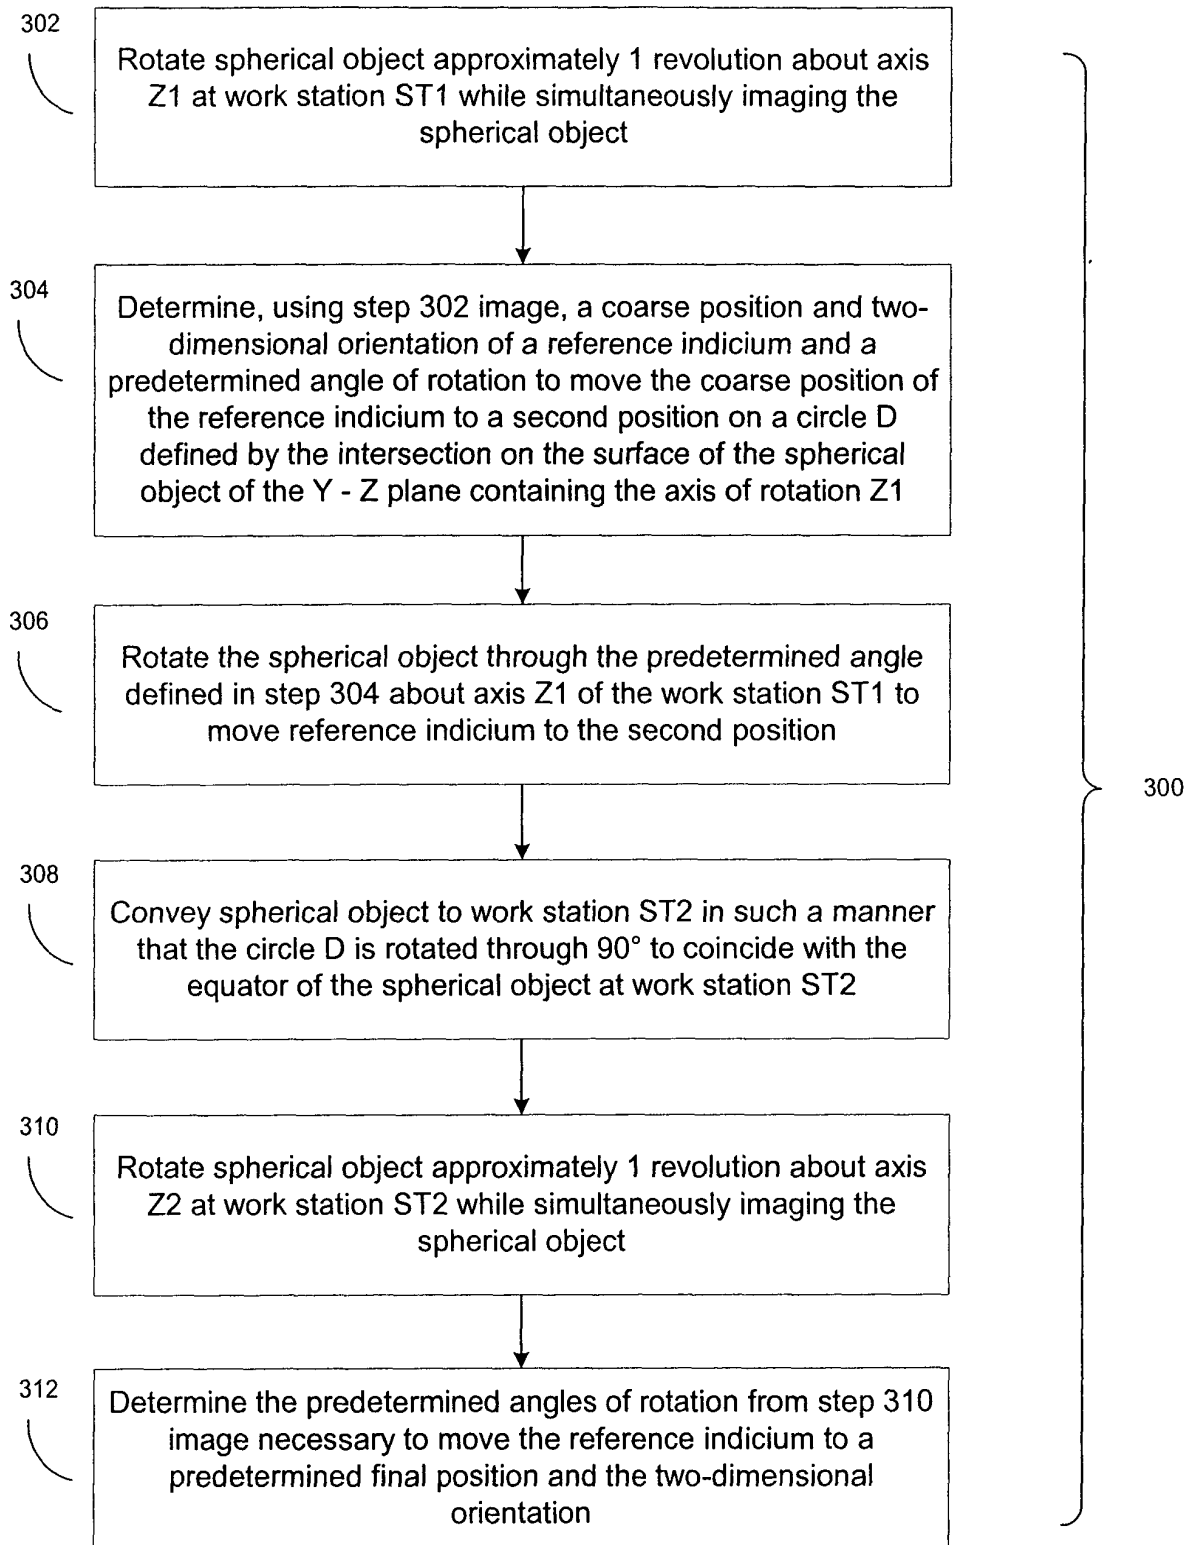 302
Rotate spherical object approximately 1 revolution about axis
Z1 at work station ST1 while simultaneously imaging the
spherical object
304
Determine, using step 302 image, a coarse position and two-
dimensional orientation of a reference indicium and a
predetermined angle of rotation to move the coarse position of
the reference indicium to a second position on a circle D
defined by the intersection on the surface of the spherical
object of the Y - Z plane containing the axis of rotation Z1
306
Rotate the spherical object through the predetermined angle
defined in step 304 about axis Z1 of the work station ST1 to
move reference indicium to the second position
300
308
Convey spherical object to work station ST2 in such a manner
that the circle D is rotated through 90° to coincide with the
equator of the spherical object at work station ST2
310
Rotate spherical object approximately 1 revolution about axis
Z2 at work station ST2 while simultaneously imaging the
spherical object
312
Determine the predetermined angles of rotation from step 310
image necessary to move the reference indicium to a
predetermined final position and the two-dimensional
orientation